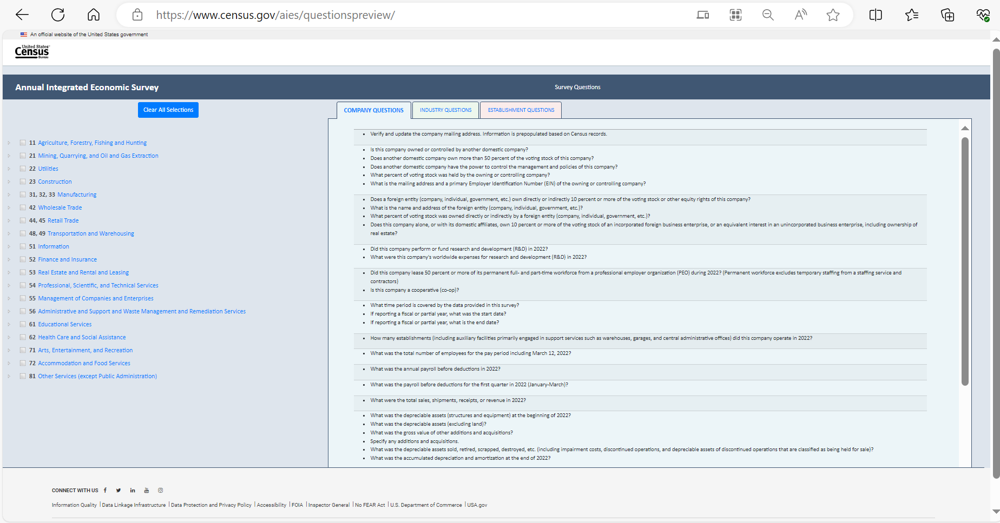 https://www.census.gov/aies/questionspreview/
An official website of the United States government
United States®
Census
Bureau
Annual Integrated Economic Survey
Survey Questions
Clear All Selections
COMPANY QUESTIONS
INDUSTRY QUESTIONS
ESTABLISHMENT QUESTIONS
11 Agriculture, Forestry, Fishing and Hunting
21 Mining, Quarrying, and Oil and Gas Extraction
22 Utilities
23 Construction
31, 32, 33 Manufacturing
42 Wholesale Trade
44, 45 Retail Trade
48, 49 Transportation and Warehousing
51 Information
52 Finance and Insurance
53 Real Estate and Rental and Leasing
54 Professional, Scientific, and Technical Services
55 Management of Companies and Enterprises
56 Administrative and Support and Waste Management and Remediation Services
61 Educational Services
62 Health Care and Social Assistance
71 Arts, Entertainment, and Recreation
72 Accommodation and Food Services
81 Other Services (except Public Administration)
• Verify and update the company mailing address. Information is prepopulated based on Census records.
• Is this company owned or controlled by another domestic company?
• Does another domestic company own more than 50 percent of the voting stock of this company?
• Does another domestic company have the power to control the management and policies of this company?
• What percent of voting stock was held by the owning or controlling company?
• What is the mailing address and a primary Employer Identification Number (EIN) of the owning or controlling company?
• Does a foreign entity (company, individual, government, etc.) own directly or indirectly 10 percent or more of the voting stock or other equity rights of this company?
• What is the name and address of the foreign entity (company, individual, government, etc.)?
• What percent of voting stock was owned directly or indirectly by a foreign entity (company, individual, government, etc.)?
• Does this company alone, or with its domestic affiliates, own 10 percent or more of the voting stock of an incorporated foreign business enterprise, or an equivalent interest in an unincorporated business enterprise, including ownership of
real estate?
• Did this company perform or fund research and development (R&D) in 2022?
• What were this company's worldwide expenses for research and development (R&D) in 2022?
• Did this company lease 50 percent or more of its permanent full- and part-time workforce from a professional employer organization (PEO) during 2022? (Permanent workforce excludes temporary staffing from a staffing service and
contractors)
• Is this company a cooperative (co-op)?
• What time period is covered by the data provided in this survey?
• If reporting a fiscal or partial year, what was the start date?
• If reporting a fiscal or partial year, what is the end date?
• How many establishments (including auxiliary facilities primarily engaged in support services such as warehouses, garages, and central administrative offices) did this company operate in 2022?
• What was the total number of employees for the pay period including March 12, 2022?
• What was the annual payroll before deductions in 2022?
• What was the payroll before deductions for the first quarter in 2022 (January-March)?
• What were the total sales, shipments, receipts, or revenue in 2022?
• What was the depreciable assets (structures and equipment) at the beginning of 2022?
• What was the depreciable assets (excluding land)?
• What was the gross value of other additions and acquisitions?
• Specify any additions and acquisitions.
• What was the depreciable assets sold, retired, scrapped, destroyed, etc. (including impairment costs, discontinued operations, and depreciable assets of discontinued operations that are classified as being held for sale)?
• What was the accumulated depreciation and amortization at the end of 2022?
CONNECT WITH US
Information Quality | Data Linkage Infrastructure | Data Protection and Privacy Policy | Accessibility | FOIA | Inspector General | No FEAR Act | U.S. Department of Commerce | USA.gov